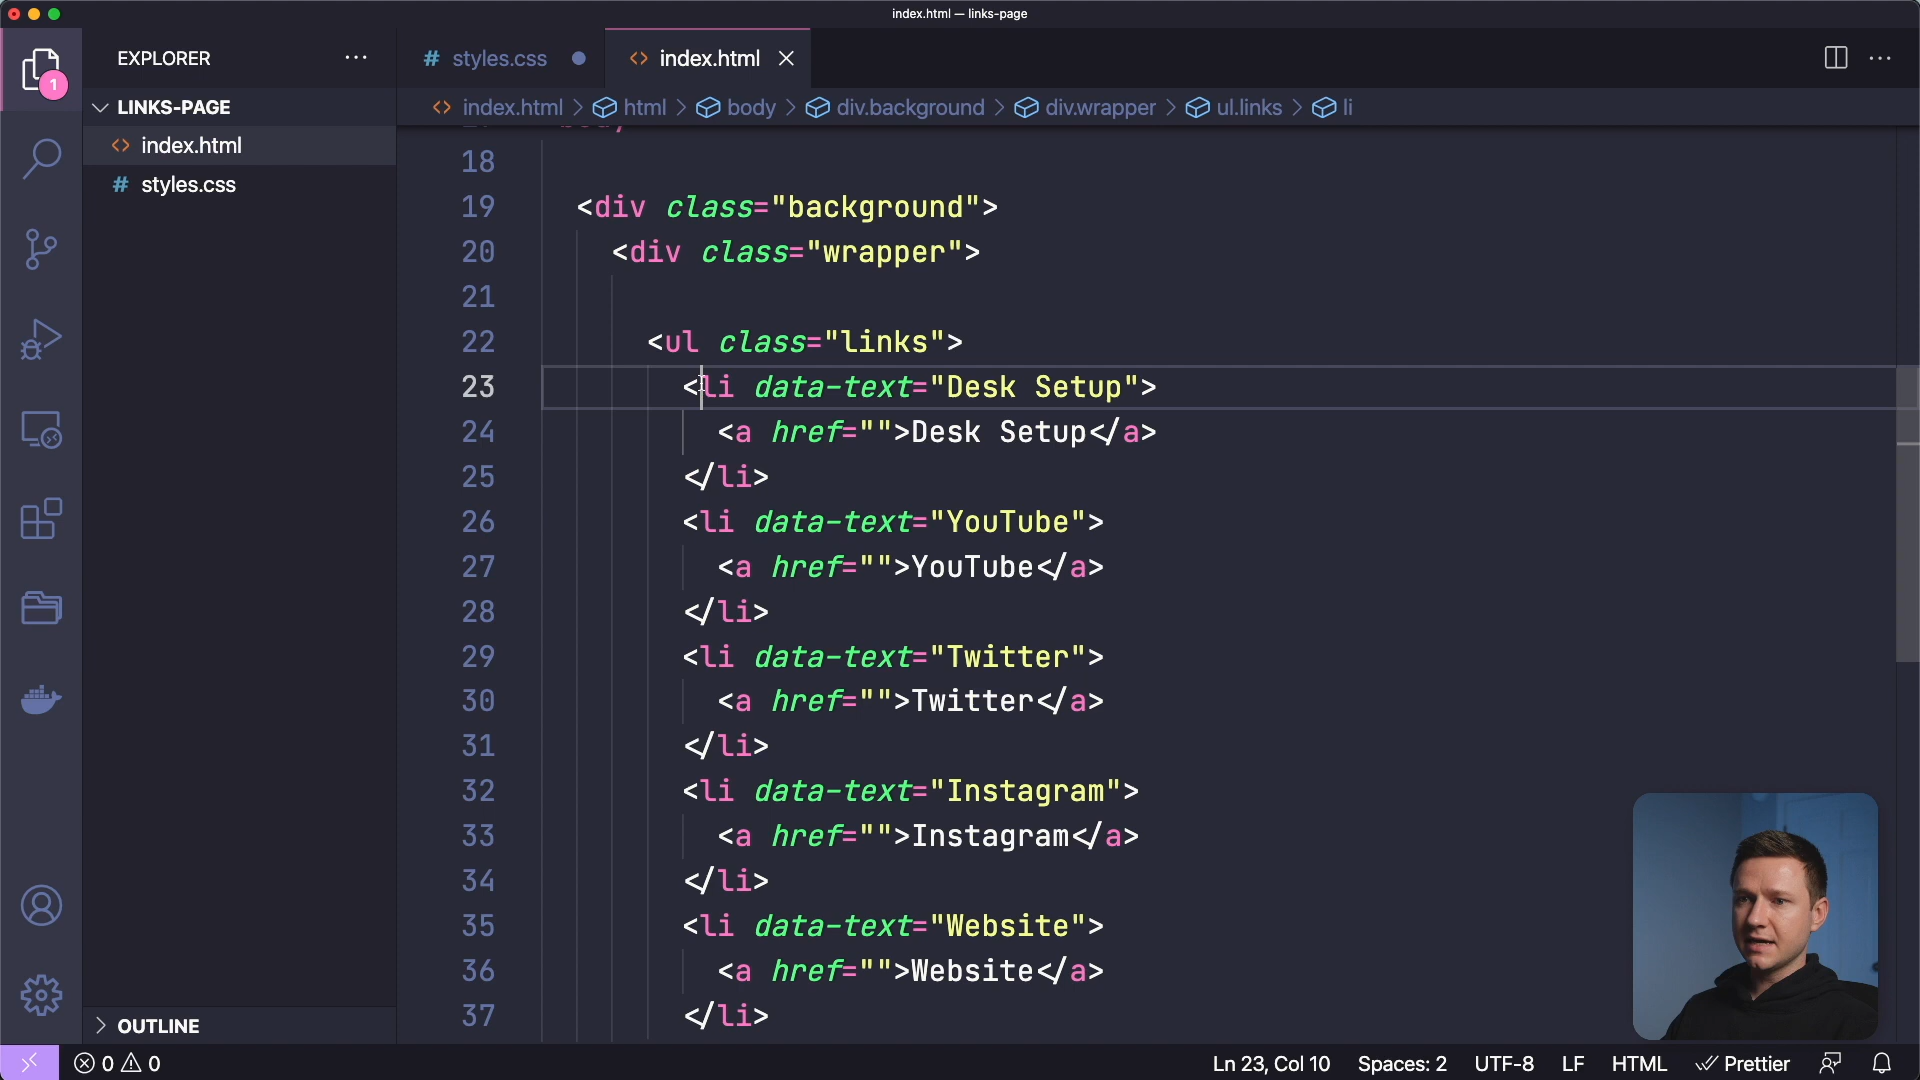 index.html — links-page
EXPLORER
1
LINKS-PAGE
index.html
# styles.css
OUTLINE
# styles.css
index.html
index.html > html > body > div.background > div.wrapper > ul.links > li
18
19 <div class="background">
20 <div class="wrapper">
21
22 <ul class="links">
23 <li data-text="Desk Setup">
24 <a href="">Desk Setup</a>
25 </li>
26 <li data-text="YouTube">
27 <a href="">YouTube</a>
28 </li>
29 <li data-text="Twitter">
30 <a href="">Twitter</a>
31 </li>
32 <li data-text="Instagram">
33 <a href="">Instagram</a>
34 </li>
35 <li data-text="Website">
36 <a href="">Website</a>
37 </li>
0 0
Ln 23, Col 10 Spaces: 2 UTF-8 LF HTML Prettier